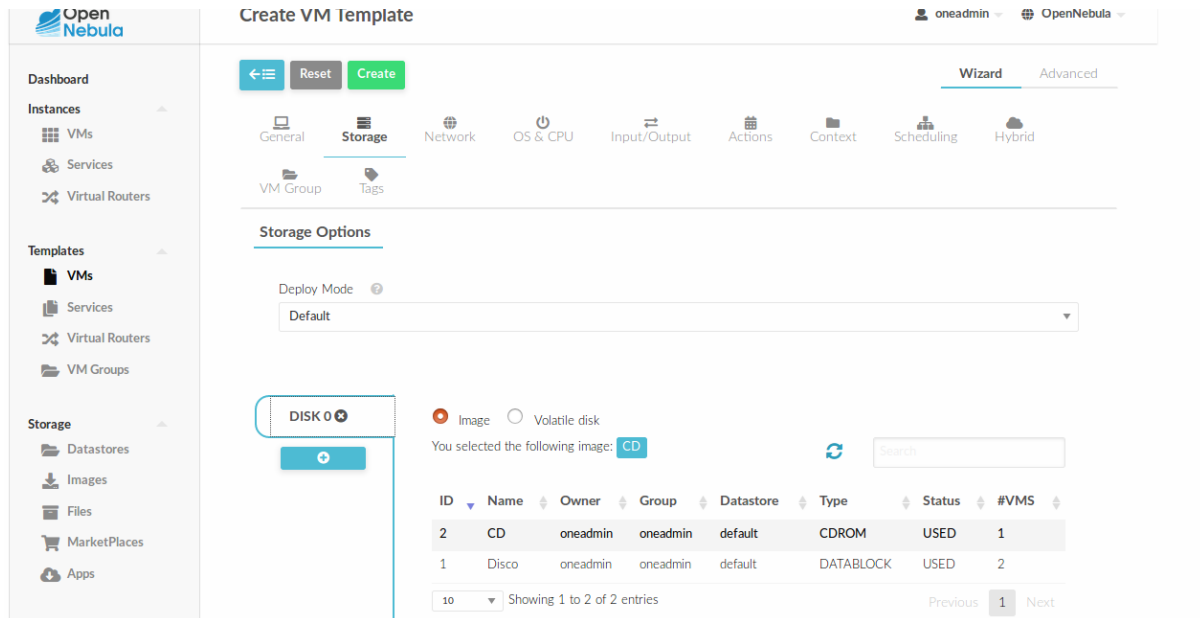 Open
Nebula
Create VM Template
oneadmin
OpenNebula
Dashboard
Instances
VMs
Services
Virtual Routers
Templates
VMs
Services
Virtual Routers
VM Groups
Storage
Datastores
Images
Files
MarketPlaces
Apps
Reset
Create
Wizard
Advanced
General
Storage
Network
OS & CPU
Input/Output
Actions
Context
Scheduling
Hybrid
VM Group
Tags
Storage Options
Deploy Mode
Default
DISK 0
Image
Volatile disk
You selected the following image: CD
Search
ID Name Owner Group Datastore Type Status #VMS
2 CD oneadmin oneadmin default CDROM USED 1
1 Disco oneadmin oneadmin default DATABLOCK USED 2
10
Showing 1 to 2 of 2 entries
Previous 1 Next